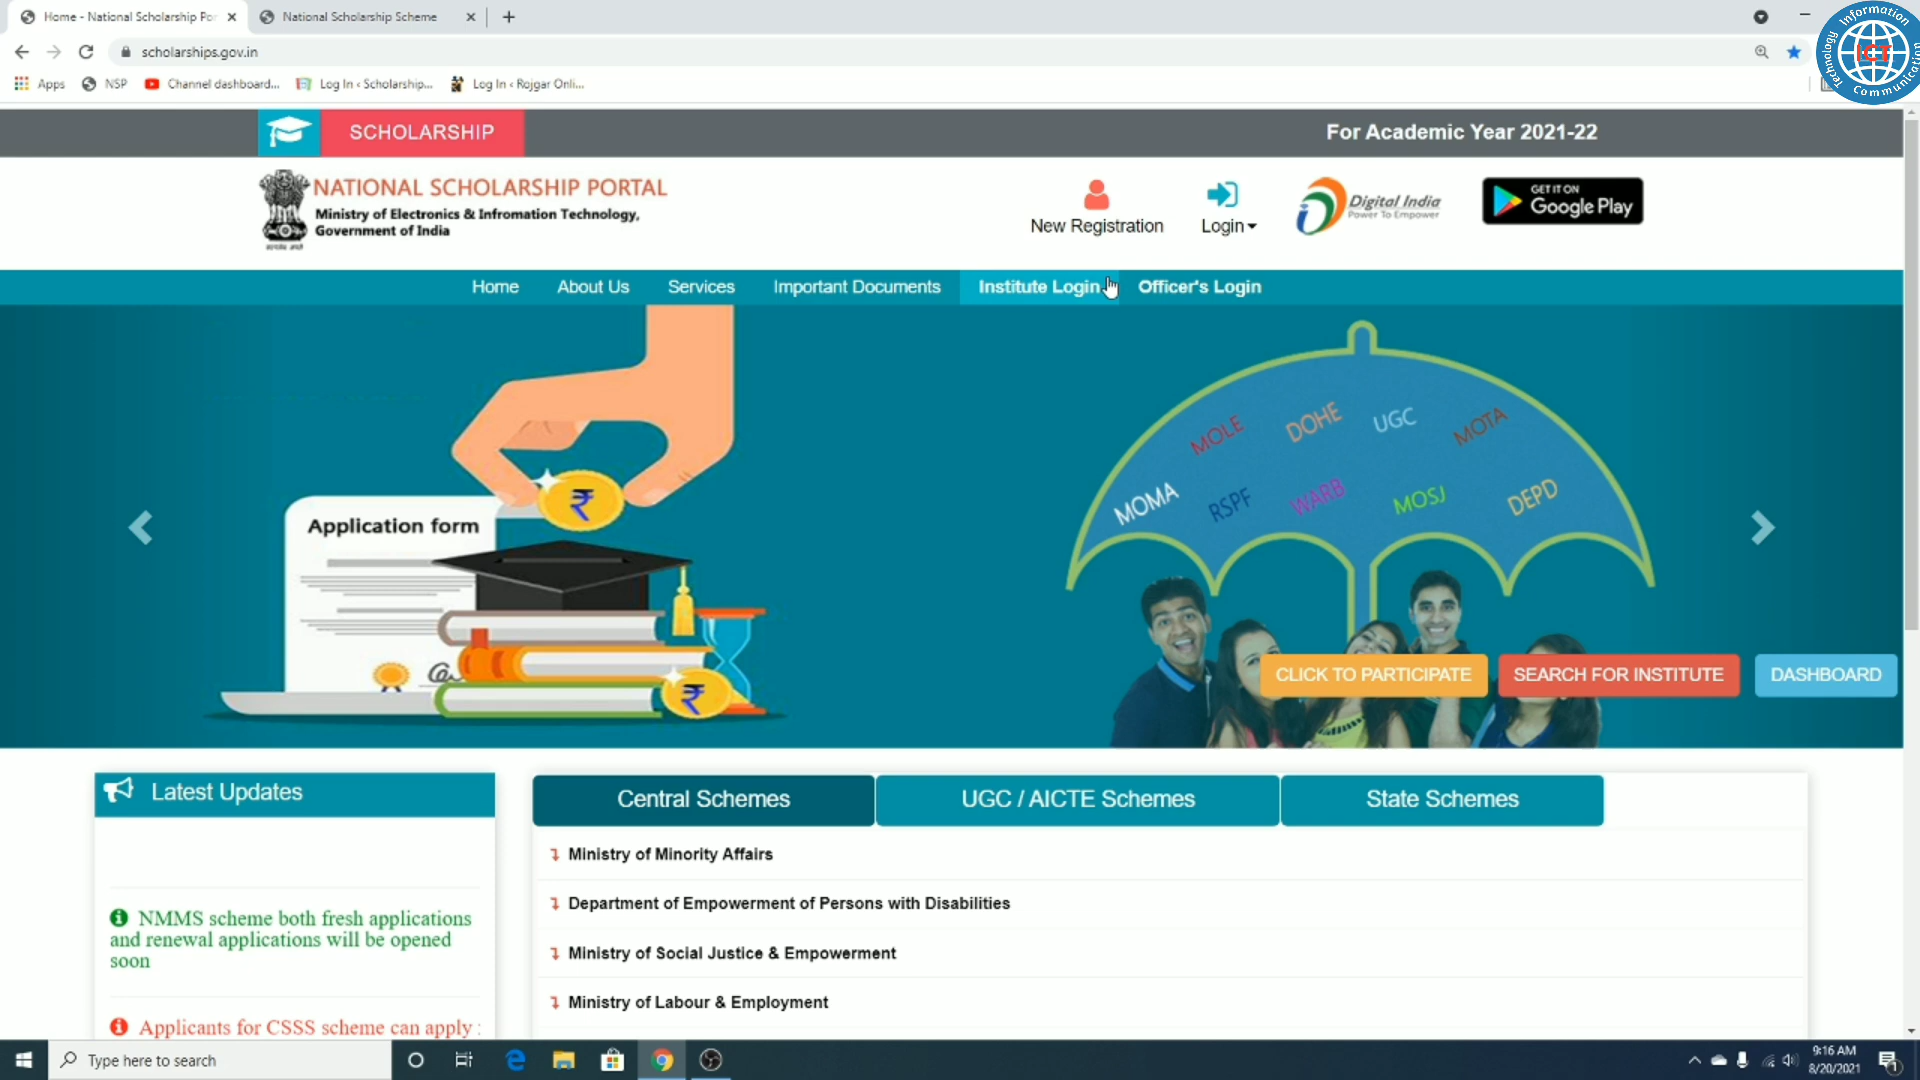 Home - National Scholarship Por
National Scholarship Scheme
scholarships.gov.in
Apps
NSP
Channel dashboard...
Log In ‹ Scholarship...
Log In ‹ Rojgar Onli...
Information
Technology
ICT
Communication
SCHOLARSHIP
For Academic Year 2021-22
NATIONAL SCHOLARSHIP PORTAL
Ministry of Electronics & Infromation Technology,
Government of India
New Registration
Login
Digital India
Power To Empower
GET IT ON
Google Play
Home
About Us
Services
Important Documents
Institute Login
Officer's Login
Application form
₹
₹
MOLE
DOHE
UGC
MOTA
MOMA
RSPF
WARB
MOSJ
DEPD
CLICK TO PARTICIPATE
SEARCH FOR INSTITUTE
DASHBOARD
Latest Updates
NMMS scheme both fresh applications
and renewal applications will be opened
soon
Applicants for CSSS scheme can apply
Central Schemes
UGC / AICTE Schemes
State Schemes
Ministry of Minority Affairs
Department of Empowerment of Persons with Disabilities
Ministry of Social Justice & Empowerment
Ministry of Labour & Employment
Type here to search
9:16 AM
8/20/2021
1